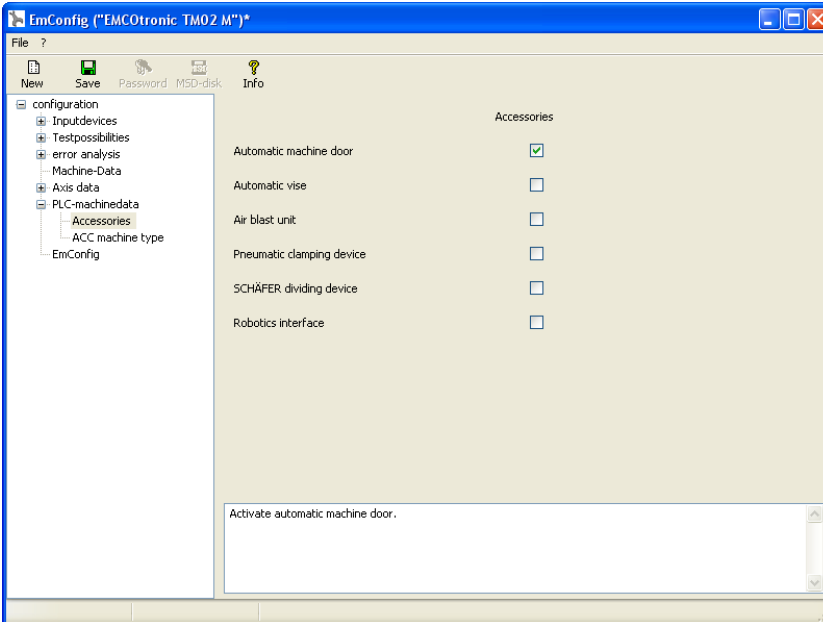 EmConfig ("EMCOtronic TM02 M")*
File ?
New Save Password MSD-disk Info
configuration
Inputdevices
Testpossibilities
error analysis
Machine-Data
Axis data
PLC-machinedata
Accessories
ACC machine type
EmConfig
Accessories
Automatic machine door
Automatic vise
Air blast unit
Pneumatic clamping device
SCHÄFER dividing device
Robotics interface
Activate automatic machine door.